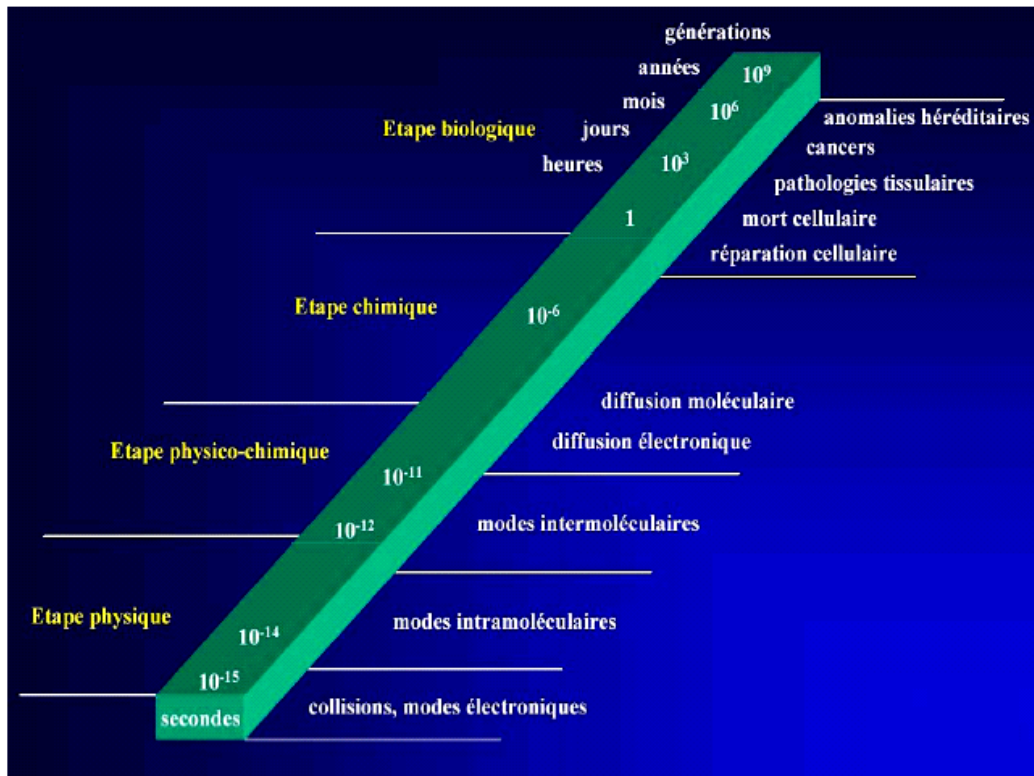 générations
années
10⁹
mois
10⁶
anomalies héréditaires
Etape biologique
jours
cancers
heures
10³
pathologies tissulaires
1
mort cellulaire
réparation cellulaire
Etape chimique
10⁻⁶
diffusion moléculaire
Etape physico-chimique
diffusion électronique
10⁻¹¹
10⁻¹²
modes intermoléculaires
Etape physique
modes intramoléculaires
10⁻¹⁴
10⁻¹⁵
secondes
collisions, modes électroniques